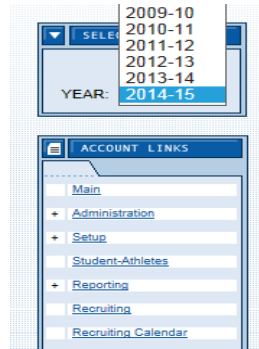 2009-10
2010-11
SELE
2011-12
2012-13
2013-14
YEAR: 2014-15
ACCOUNT LINKS
Main
+ Administration
+ Setup
Student-Athletes
+ Reporting
Recruiting
Recruiting Calendar